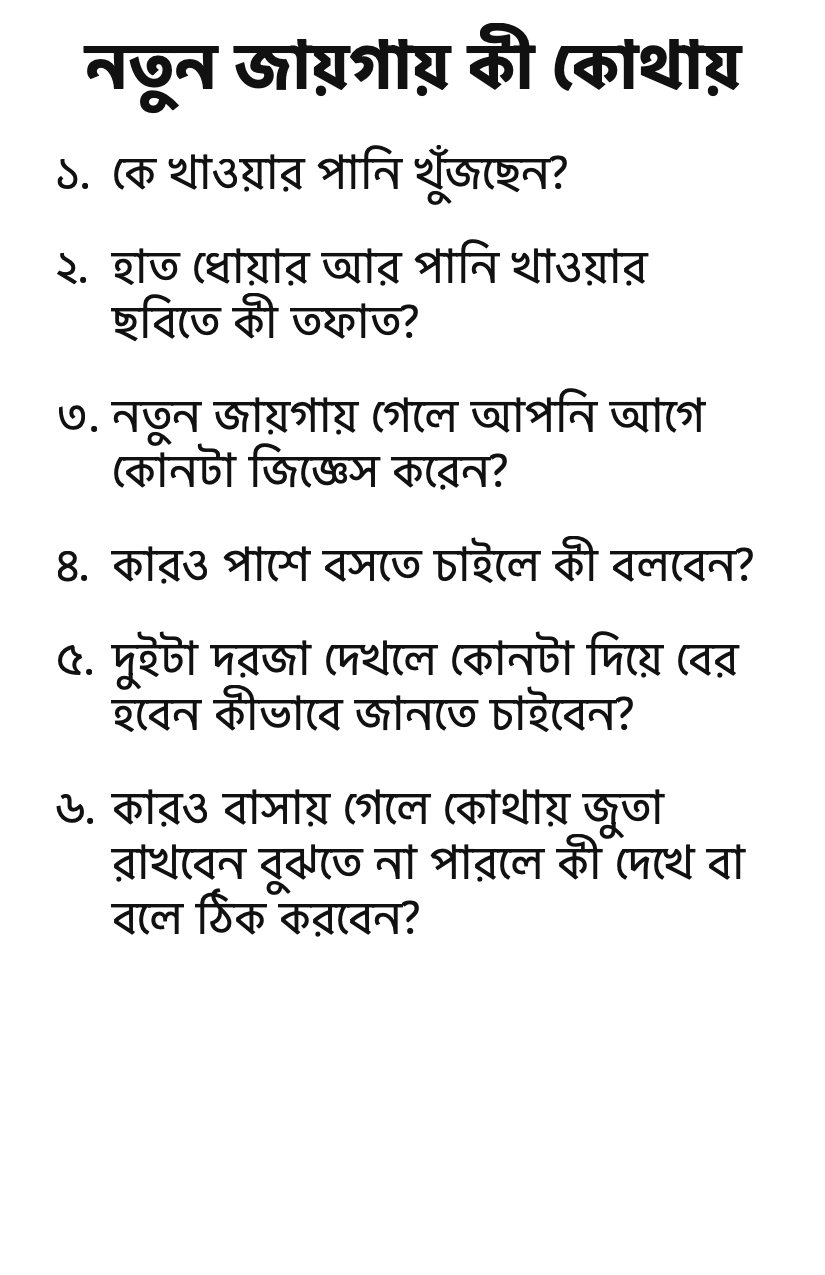 নতুন জায়গায় কী কোথায়
১. কে খাওয়ার পানি খুঁজছেন?
২. হাত ধোয়ার আর পানি খাওয়ার
ছবিতে কী তফাত?
৩. নতুন জায়গায় গেলে আপনি আগে
কোনটা জিজ্ঞেস করেন?
৪. কারও পাশে বসতে চাইলে কী বলবেন?
৫. দুইটা দরজা দেখলে কোনটা দিয়ে বের
হবেন কীভাবে জানতে চাইবেন?
৬. কারও বাসায় গেলে কোথায় জুতা
রাখবেন বুঝতে না পারলে কী দেখে বা
বলে ঠিক করবেন?